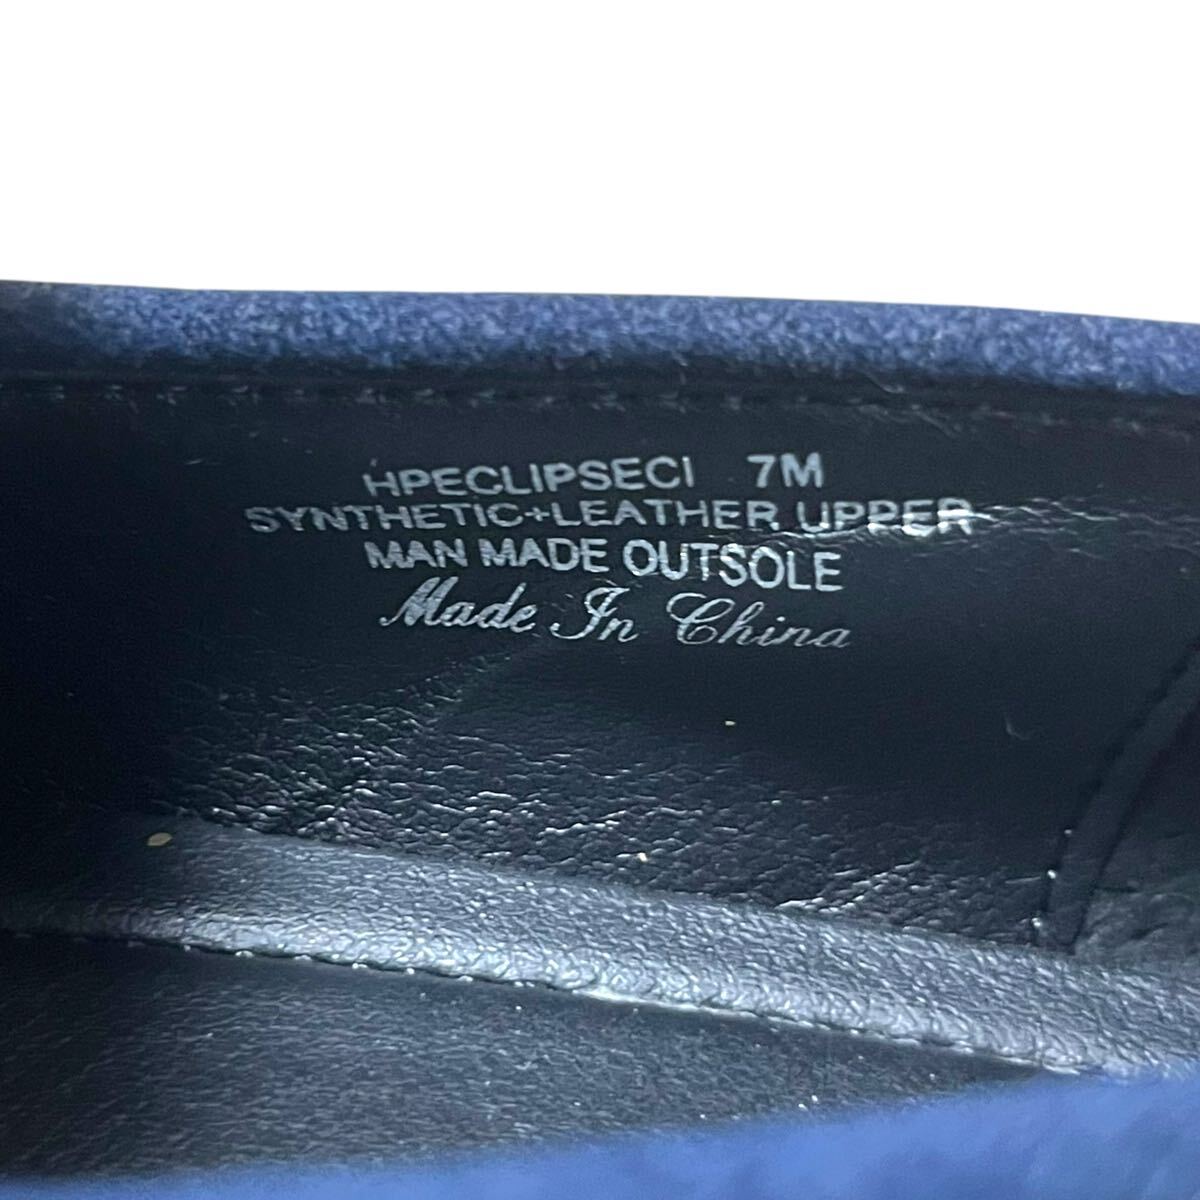 HPECLIPSECI 7M
SYNTHETIC+LEATHER UPPER
MAN MADE OUTSOLE
Made In China